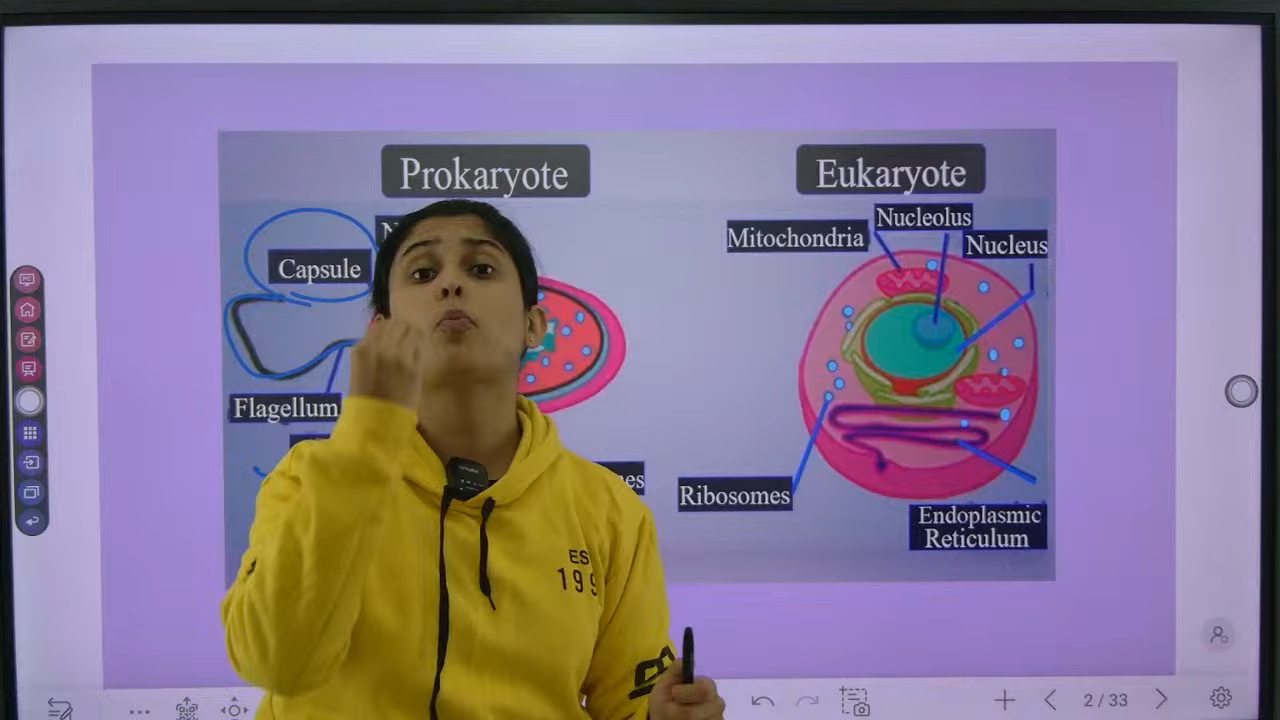 Prokaryote
Eukaryote
Nucleolus
Mitochondria
Nucleus
Capsule
Flagellum
Ribosomes
Endoplasmic
Reticulum
2 / 33